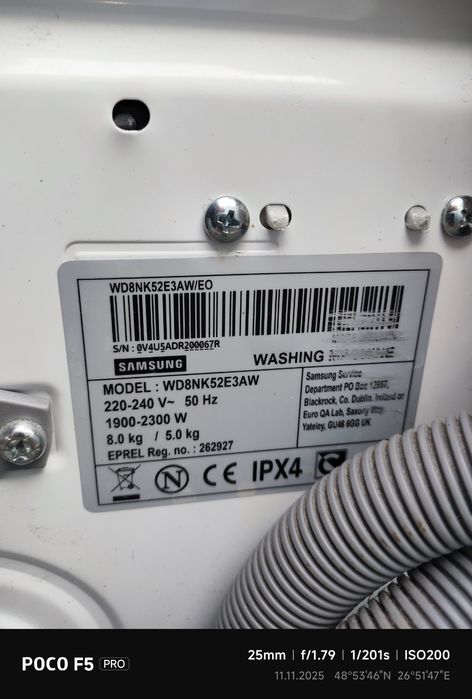 WD8NK52E3AW/EO
S/N : 0V4U5ADR200067R
SAMSUNG
WASHING
MODEL : WD8NK52E3AW
220-240 V~ 50 Hz
1900-2300 W
8.0 kg / 5.0 kg
EPREL Reg. no. : 262927
Samsung Service
Department PO Box 12987,
Blackrock, Co. Dublin. Ireland or
Euro QA Lab, Saxony Way,
Yateley, GU46 6GG UK
N CE IPX4
POCO F5 PRO
25mm | f/1.79 | 1/201s | ISO200
11.11.2025 48°53'46"N 26°51'47"E